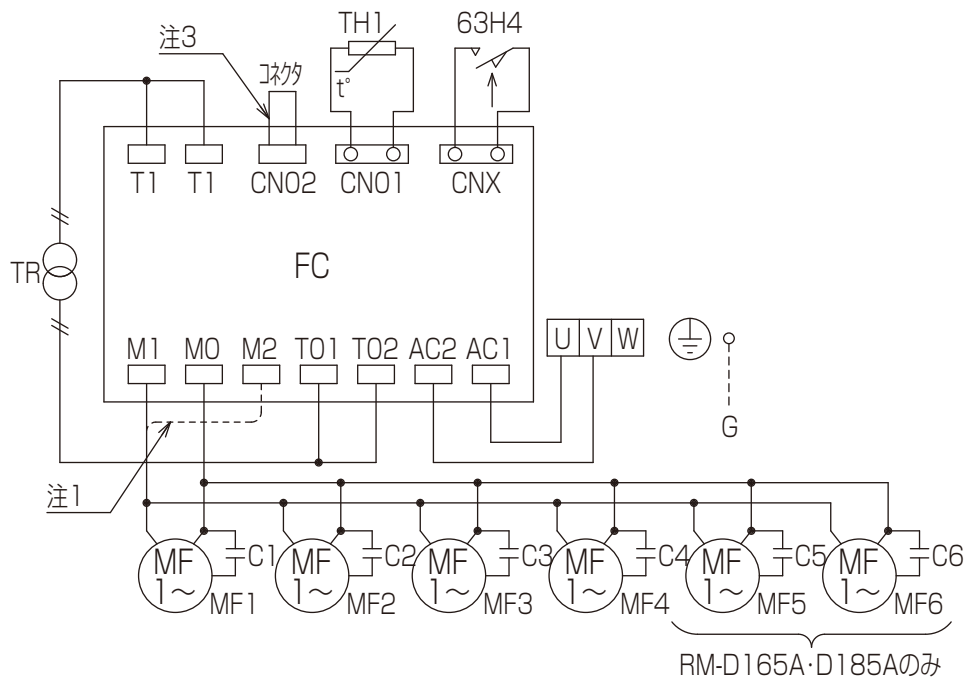 TH1
63H4
注3
コネクタ
t°
T1
T1
CN02
CN01
CNX
TR
FC
M1
M0
M2
T01
T02
AC2
AC1
U
V
W
G
注1
MF
1～
C1
MF1
MF
1～
C2
MF2
MF
1～
C3
MF3
MF
1～
C4
MF4
MF
1～
C5
MF5
MF
1～
C6
MF6
RM-D165A･D185Aのみ